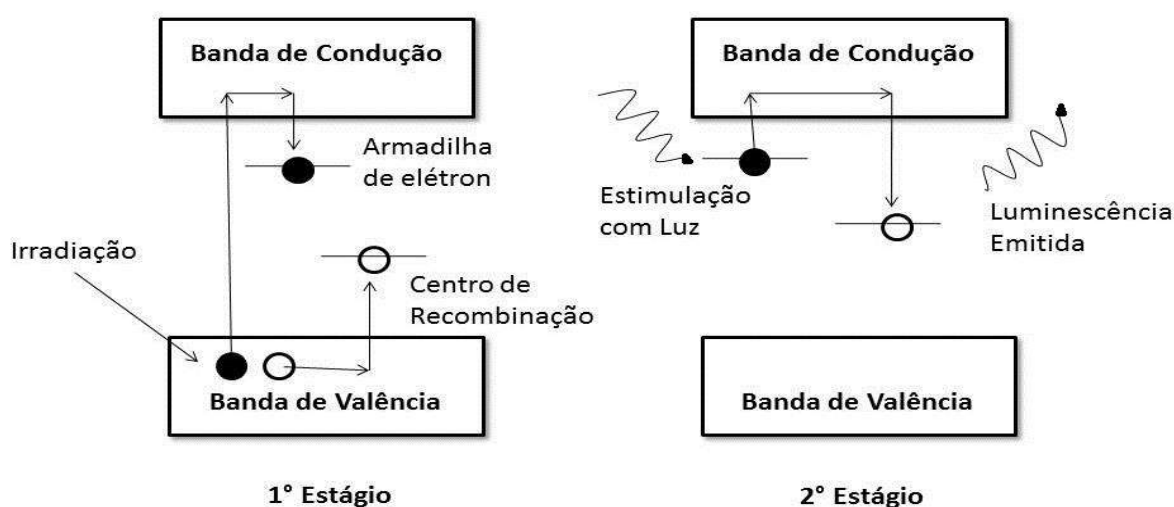 Banda de Condução
Armadilha
de elétron
Irradiação
Centro de
Recombinação
Banda de Valência
1° Estágio
Banda de Condução
Estimulação
com Luz
Luminescência
Emitida
Banda de Valência
2° Estágio